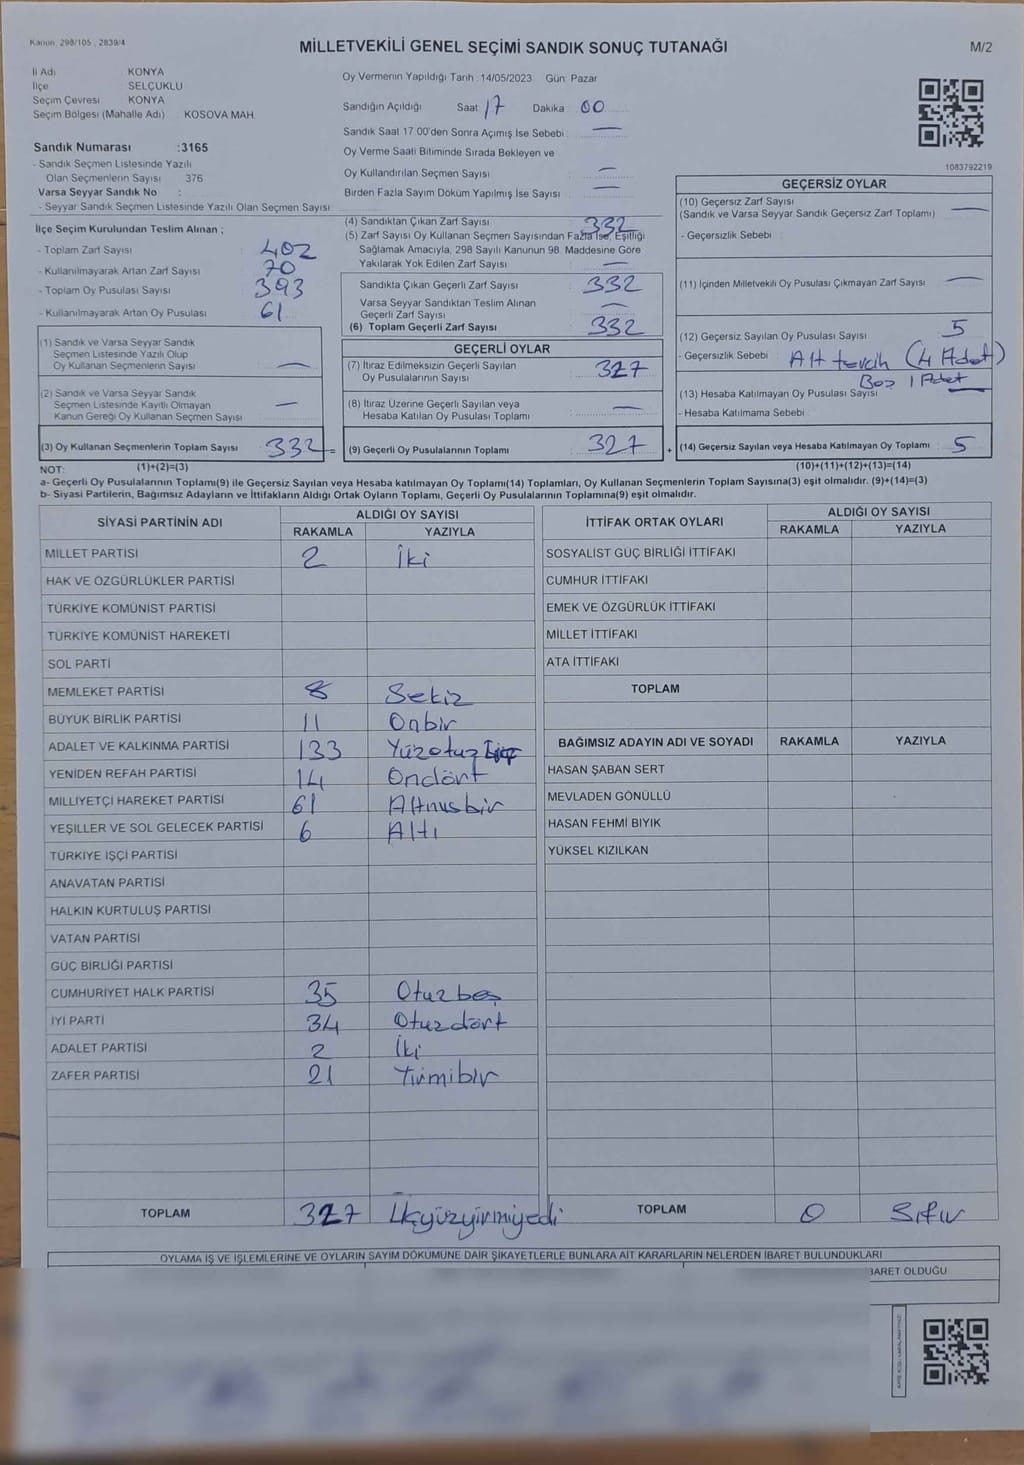 Kanun: 298/105 , 2839/4
MİLLETVEKİLİ GENEL SEÇİMİ SANDIK SONUÇ TUTANAĞI
M/2
İl Adı : KONYA
İlçe : SELÇUKLU
Seçim Çevresi : KONYA
Seçim Bölgesi (Mahalle Adı) : KOSOVA MAH.
Sandık Numarası :3165
- Sandık Seçmen Listesinde Yazılı
Olan Seçmenlerin Sayısı : 376
Varsa Seyyar Sandık No :
- Seyyar Sandık Seçmen Listesinde Yazılı Olan Seçmen Sayısı:
İlçe Seçim Kurulundan Teslim Alınan ;
- Toplam Zarf Sayısı : 402
- Kullanılmayarak Artan Zarf Sayısı : 70
- Toplam Oy Pusulası Sayısı : 393
- Kullanılmayarak Artan Oy Pusulası : 61
(1) Sandık ve Varsa Seyyar Sandık
Seçmen Listesinde Yazılı Olup
Oy Kullanan Seçmenlerin Sayısı : —
(2) Sandık ve Varsa Seyyar Sandık
Seçmen Listesinde Kayıtlı Olmayan
Kanun Gereği Oy Kullanan Seçmen Sayısı : —
(3) Oy Kullanan Seçmenlerin Toplam Sayısı : 332 =
Oy Vermenin Yapıldığı Tarih : 14/05/2023 Gün: Pazar
Sandığın Açıldığı Saat : 17 Dakika : 00
Sandık Saat 17.00'den Sonra Açımış İse Sebebi : —
Oy Verme Saati Bitiminde Sırada Bekleyen ve
Oy Kullandırılan Seçmen Sayısı : —
Birden Fazla Sayım Döküm Yapılmış İse Sayısı : —
(4) Sandıktan Çıkan Zarf Sayısı : 332
(5) Zarf Sayısı Oy Kullanan Seçmen Sayısından Fazla İse, Eşitliği
Sağlamak Amacıyla, 298 Sayılı Kanunun 98. Maddesine Göre
Yakılarak Yok Edilen Zarf Sayısı : —
Sandıkta Çıkan Geçerli Zarf Sayısı : 332
Varsa Seyyar Sandıktan Teslim Alınan
Geçerli Zarf Sayısı : —
(6) Toplam Geçerli Zarf Sayısı : 332
GEÇERLİ OYLAR
(7) İtiraz Edilmeksizin Geçerli Sayılan
Oy Pusulalarının Sayısı : 327
(8) İtiraz Üzerine Geçerli Sayılan veya
Hesaba Katılan Oy Pusulaları Toplamı : —
(9) Geçerli Oy Pusulalarının Toplamı : 327 +
1083792219
GEÇERSİZ OYLAR
(10) Geçersiz Zarf Sayısı : —
(Sandık ve Varsa Seyyar Sandık Geçersiz Zarf Toplamı)
- Geçersizlik Sebebi :
(11) İçinden Milletvekili Oy Pusulası Çıkmayan Zarf Sayısı : —
(12) Geçersiz Sayılan Oy Pusulası Sayısı : 5
- Geçersizlik Sebebi : Alt tercih (4 Adet)
Boş 1 Adet
(13) Hesaba Katılmayan Oy Pusulası Sayısı : —
- Hesaba Katılmama Sebebi :
(14) Geçersiz Sayılan veya Hesaba Katılmayan Oy Toplamı : 5
NOT: (1)+(2)=(3)
(10)+(11)+(12)+(13)=(14)
a- Geçerli Oy Pusulalarının Toplamı(9) ile Geçersiz Sayılan veya Hesaba katılmayan Oy Toplamı(14) Toplamları, Oy Kullanan Seçmenlerin Toplam Sayısına(3) eşit olmalıdır. (9)+(14)=(3)
b- Siyasi Partilerin, Bağımsız Adayların ve İttifakların Aldığı Ortak Oyların Toplamı, Geçerli Oy Pusulalarının Toplamına(9) eşit olmalıdır.
SİYASİ PARTİNİN ADI
ALDIĞI OY SAYISI
RAKAMLA YAZIYLA
MİLLET PARTİSİ 2 İki
HAK VE ÖZGÜRLÜKLER PARTİSİ
TÜRKİYE KOMÜNİST PARTİSİ
TÜRKİYE KOMÜNİST HAREKETİ
SOL PARTİ
MEMLEKET PARTİSİ 8 Sekiz
BÜYÜK BİRLİK PARTİSİ 11 Onbir
ADALET VE KALKINMA PARTİSİ 133 Yüzotuz
YENİDEN REFAH PARTİSİ 14 Ondört
MİLLİYETÇİ HAREKET PARTİSİ 61 Altmışbir
YEŞİLLER VE SOL GELECEK PARTİSİ 6 Altı
TÜRKİYE İŞÇİ PARTİSİ
ANAVATAN PARTİSİ
HALKIN KURTULUŞ PARTİSİ
VATAN PARTİSİ
GÜÇ BİRLİĞİ PARTİSİ
CUMHURİYET HALK PARTİSİ 35 Otuzbeş
İYİ PARTİ 34 Otuzdört
ADALET PARTİSİ 2 İki
ZAFER PARTİSİ 21 Yirmibir
TOPLAM 327 Üçyüzyirmiyedi
İTTİFAK ORTAK OYLARI
ALDIĞI OY SAYISI
RAKAMLA YAZIYLA
SOSYALİST GÜÇ BİRLİĞİ İTTİFAKI
CUMHUR İTTİFAKI
EMEK VE ÖZGÜRLÜK İTTİFAKI
MİLLET İTTİFAKI
ATA İTTİFAKI
TOPLAM
BAĞIMSIZ ADAYIN ADI VE SOYADI RAKAMLA YAZIYLA
HASAN ŞABAN SERT
MEVLADEN GÖNÜLLÜ
HASAN FEHMİ BIYIK
YÜKSEL KIZILKAN
TOPLAM 0 Sıfır
OYLAMA İŞ VE İŞLEMLERİNE VE OYLARIN SAYIM DÖKÜMÜNE DAİR ŞİKAYETLERLE BUNLARA AİT KARARLARIN NELERDEN İBARET BULUNDUKLARI
BARET OLDUĞU